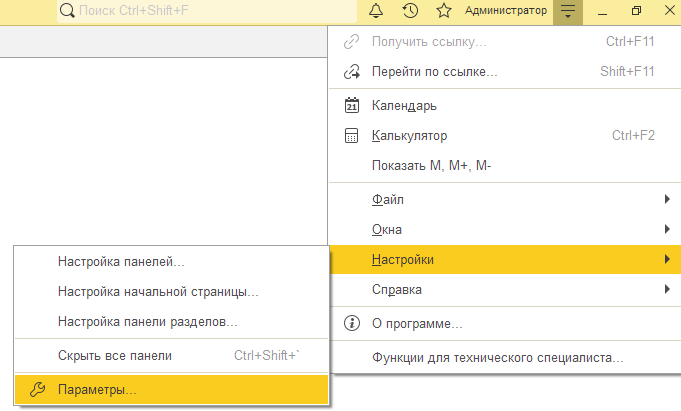 Поиск Ctrl+Shift+F
Администратор
Получить ссылку... Ctrl+F11
Перейти по ссылке... Shift+F11
21
Календарь
Калькулятор Ctrl+F2
Показать M, M+, M-
Файл
Окна
Настройки
Справка
О программе...
Функции для технического специалиста...
Настройка панелей...
Настройка начальной страницы...
Настройка панели разделов...
Скрыть все панели Ctrl+Shift+`
Параметры...